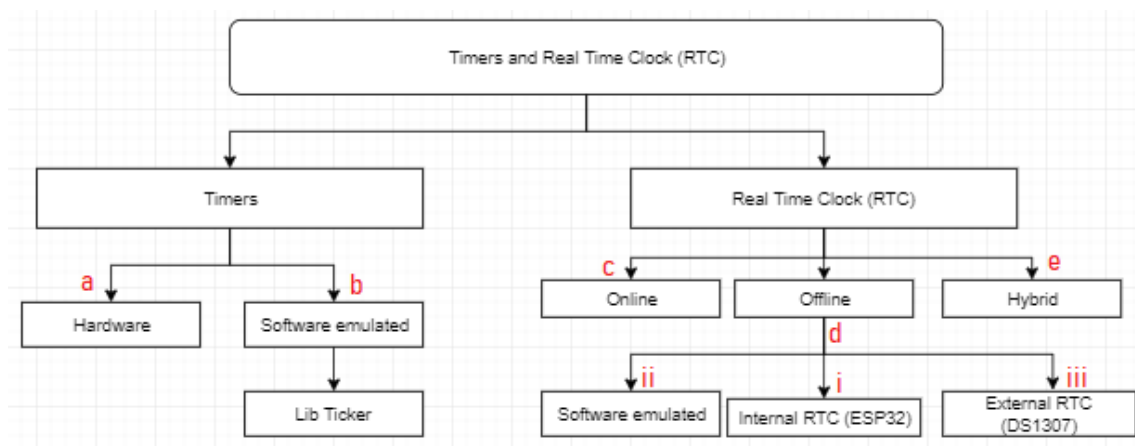 Timers and Real Time Clock (RTC)
Timers
Real Time Clock (RTC)
a
b
c
e
Hardware
Software emulated
Online
Offline
Hybrid
d
ii
i
iii
Lib Ticker
Software emulated
Internal RTC (ESP32)
External RTC
(DS1307)